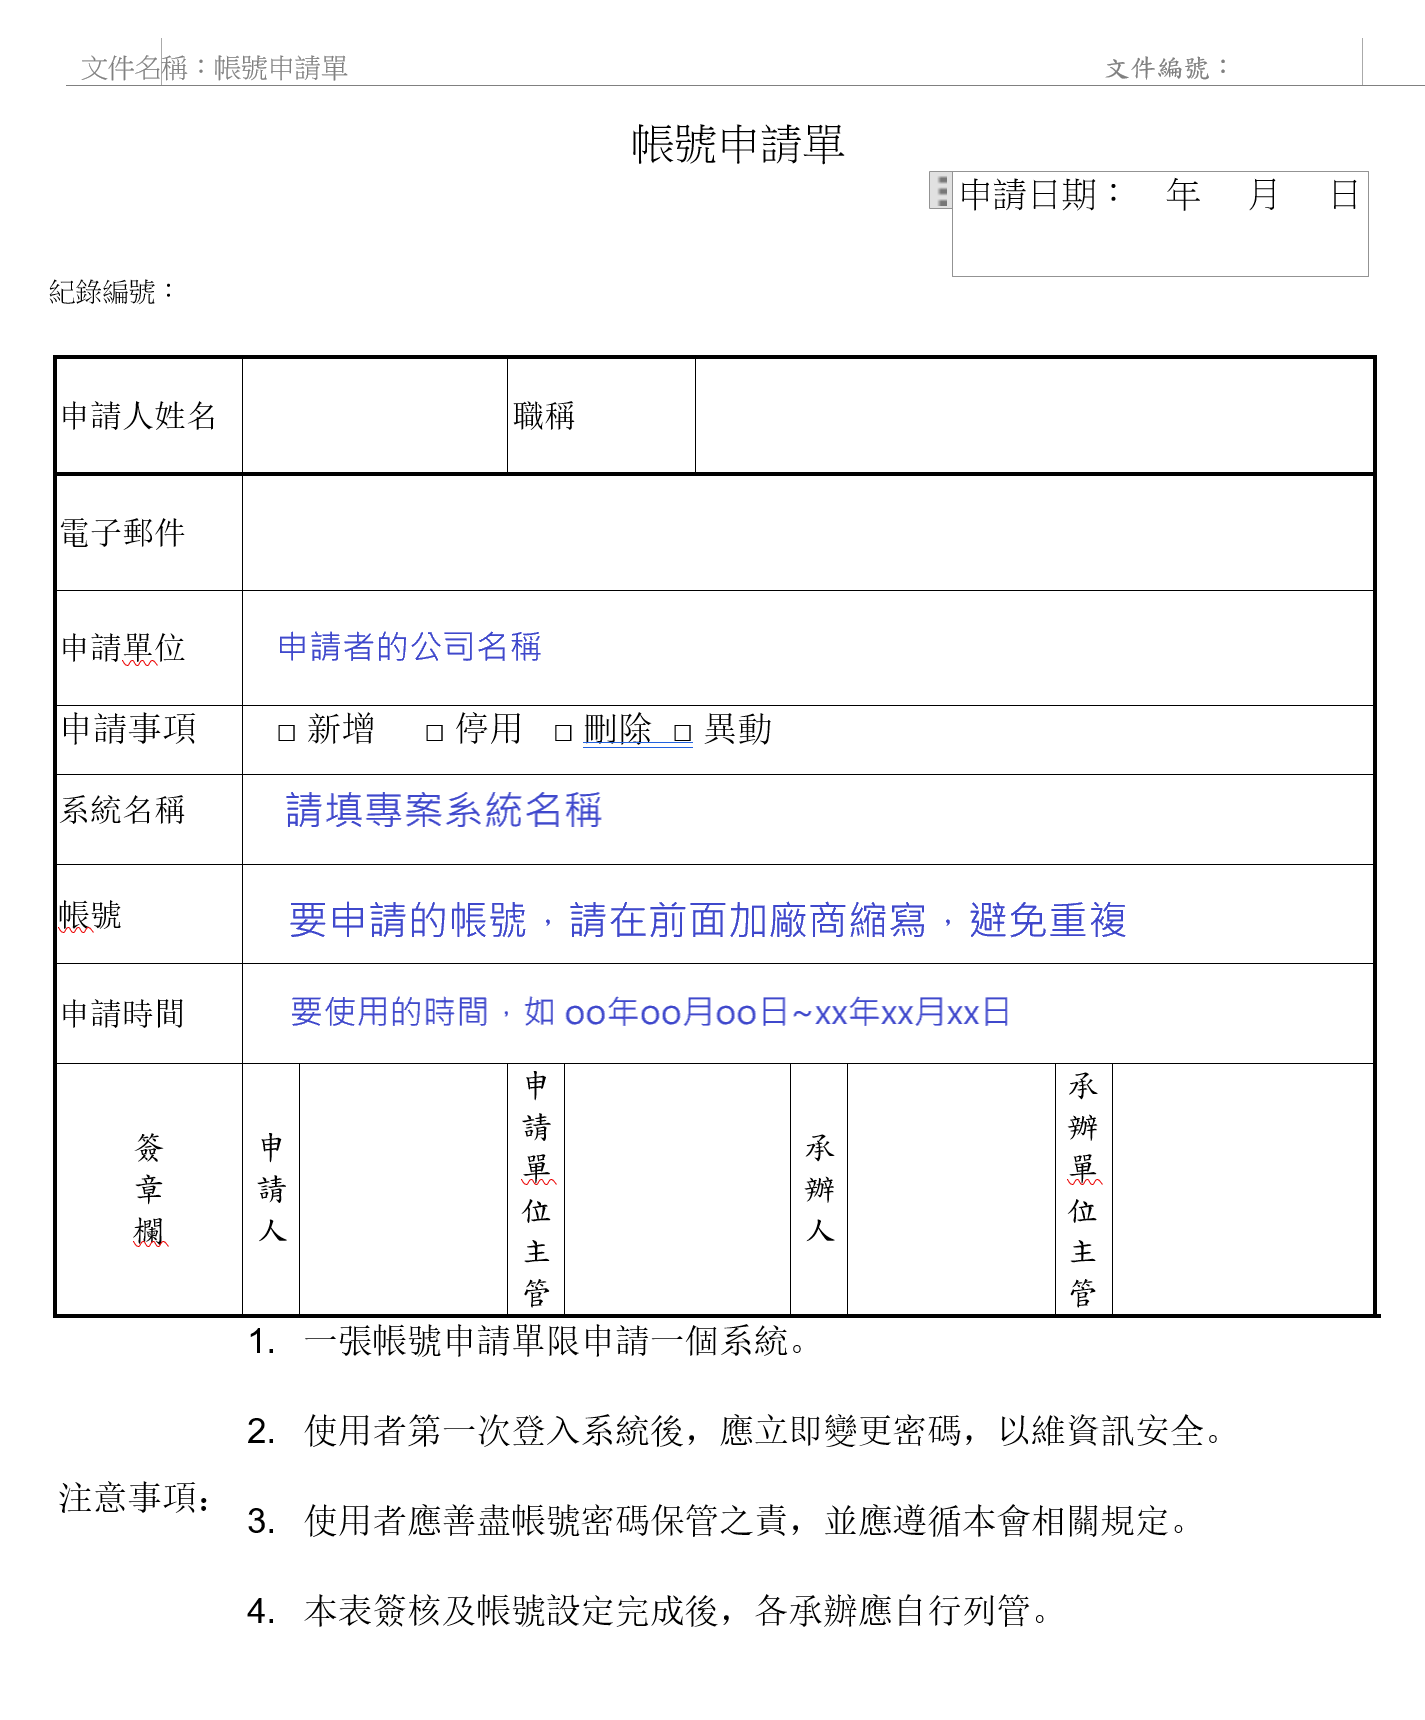 文件名稱：帳號申請單 文件編號：
帳號申請單
申請日期： 年 月 日
紀錄編號：
申請人姓名 職稱
電子郵件
申請單位 申請者的公司名稱
申請事項 □ 新增 □ 停用 □ 刪除 □ 異動
系統名稱 請填專案系統名稱
帳號 要申請的帳號，請在前面加廠商縮寫，避免重複
申請時間 要使用的時間，如 oo年oo月oo日~xx年xx月xx日
簽章欄 申請人 申請單位主管 承辦人 承辦單位主管
注意事項：
1. 一張帳號申請單限申請一個系統。
2. 使用者第一次登入系統後，應立即變更密碼，以維資訊安全。
3. 使用者應善盡帳號密碼保管之責，並應遵循本會相關規定。
4. 本表簽核及帳號設定完成後，各承辦應自行列管。